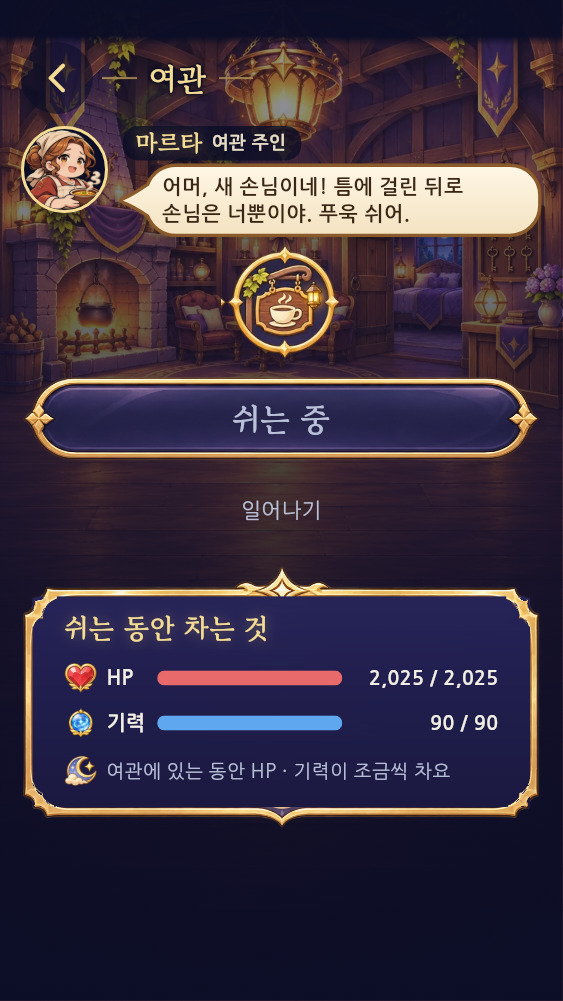 여관
마르타 여관 주인
어머, 새 손님이네! 틈에 걸린 뒤로
손님은 너뿐이야. 푸욱 쉬어.
쉬는 중
일어나기
쉬는 동안 차는 것
HP 2,025 / 2,025
기력 90 / 90
여관에 있는 동안 HP · 기력이 조금씩 차요